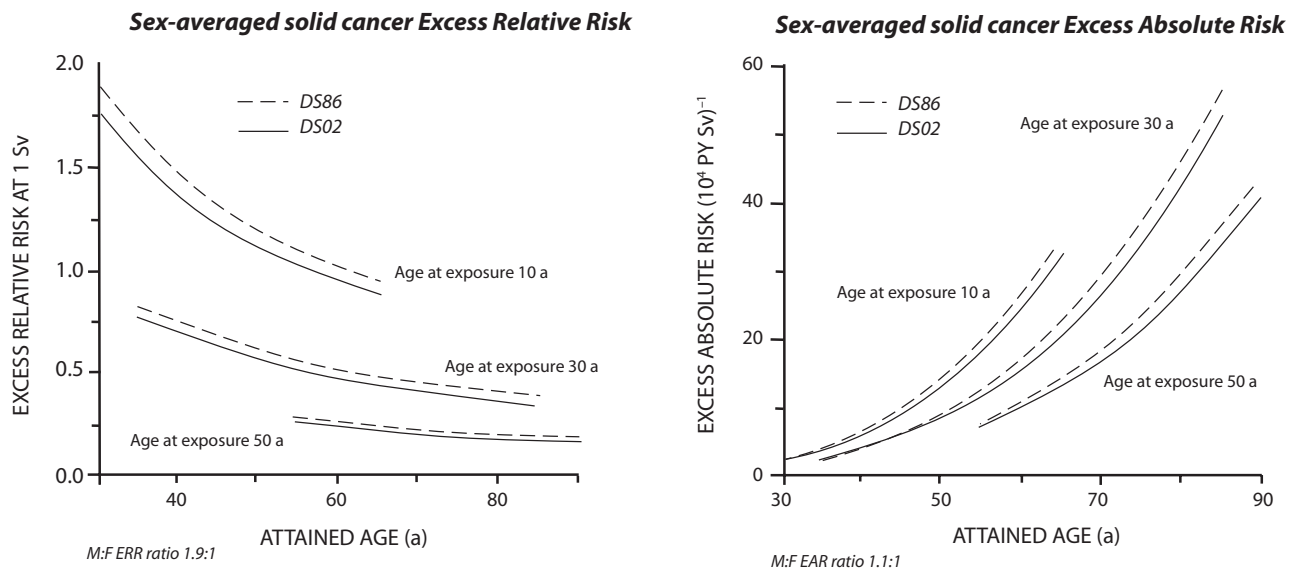 Sex-averaged solid cancer Excess Relative Risk
EXCESS RELATIVE RISK AT 1 Sv
2.0
1.5
1.0
0.5
0.0
DS86
DS02
Age at exposure 10 a
Age at exposure 30 a
Age at exposure 50 a
40
60
80
ATTAINED AGE (a)
M:F ERR ratio 1.9:1
Sex-averaged solid cancer Excess Absolute Risk
EXCESS ABSOLUTE RISK (10⁴ PY Sv)⁻¹
60
40
20
0
DS86
DS02
Age at exposure 30 a
Age at exposure 10 a
Age at exposure 50 a
30
50
70
90
ATTAINED AGE (a)
M:F EAR ratio 1.1:1